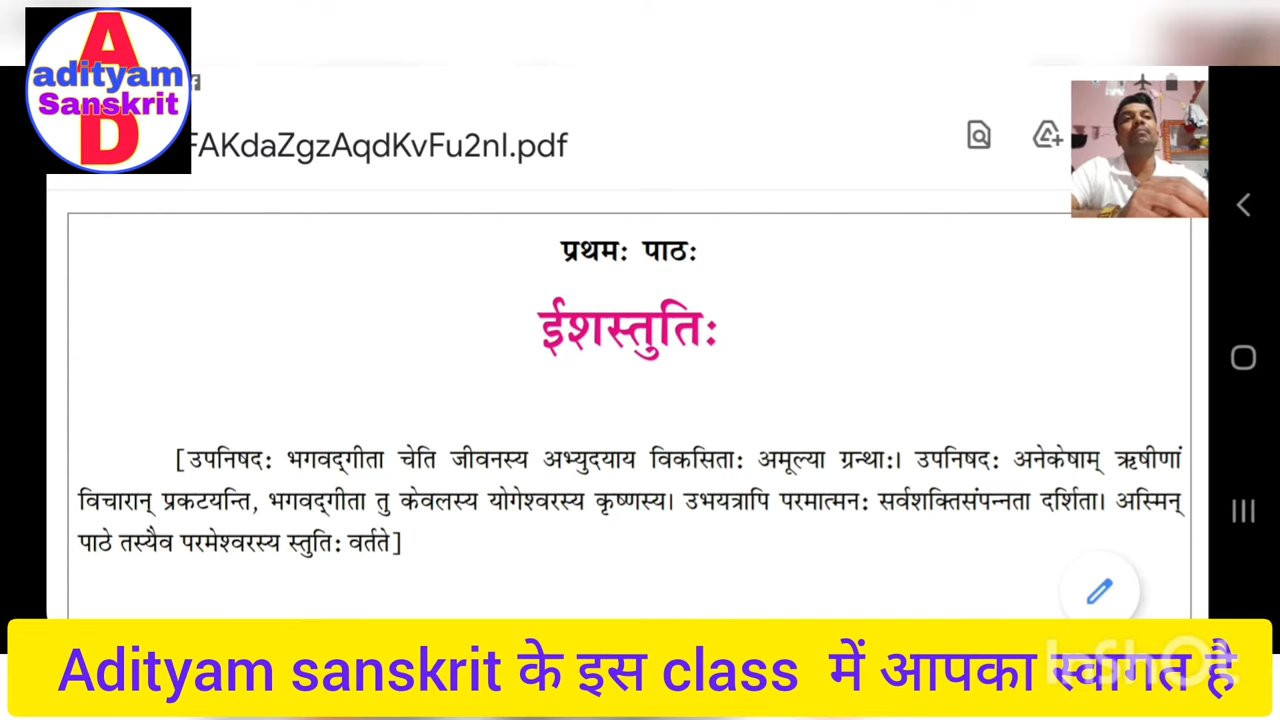 A
adityam
Sanskrit
D
FAKdaZgzAqdKvFu2nI.pdf
प्रथमः पाठः
ईशस्तुतिः
[उपनिषदः भगवद्‌गीता चेति जीवनस्य अभ्युदयाय विकसिताः अमूल्या ग्रन्थाः। उपनिषदः अनेकेषाम् ऋषीणां
विचारान् प्रकटयन्ति, भगवद्‌गीता तु केवलस्य योगेश्वरस्य कृष्णस्य। उभयत्रापि परमात्मनः सर्वशक्तिसंपन्नता दर्शिता। अस्मिन्
पाठे तस्यैव परमेश्वरस्य स्तुतिः वर्तते]
Adityam sanskrit के इस class में आपका स्वागत है
InShOt